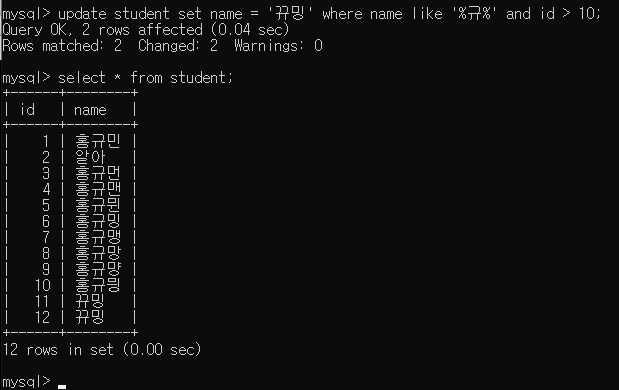 mysql> update student set name = '뀨밍' where name like '%규%' and id > 10;
Query OK, 2 rows affected (0.04 sec)
Rows matched: 2  Changed: 2  Warnings: 0
mysql> select * from student;
+------+--------+
| id   | name   |
+------+--------+
|    1 | 홍규민 |
|    2 | 알아   |
|    3 | 홍규먼 |
|    4 | 홍규맨 |
|    5 | 홍규뮌 |
|    6 | 홍규밍 |
|    7 | 홍규맹 |
|    8 | 홍규망 |
|    9 | 홍규먕 |
|   10 | 홍규믱 |
|   11 | 뀨밍   |
|   12 | 뀨밍   |
+------+--------+
12 rows in set (0.00 sec)
mysql>